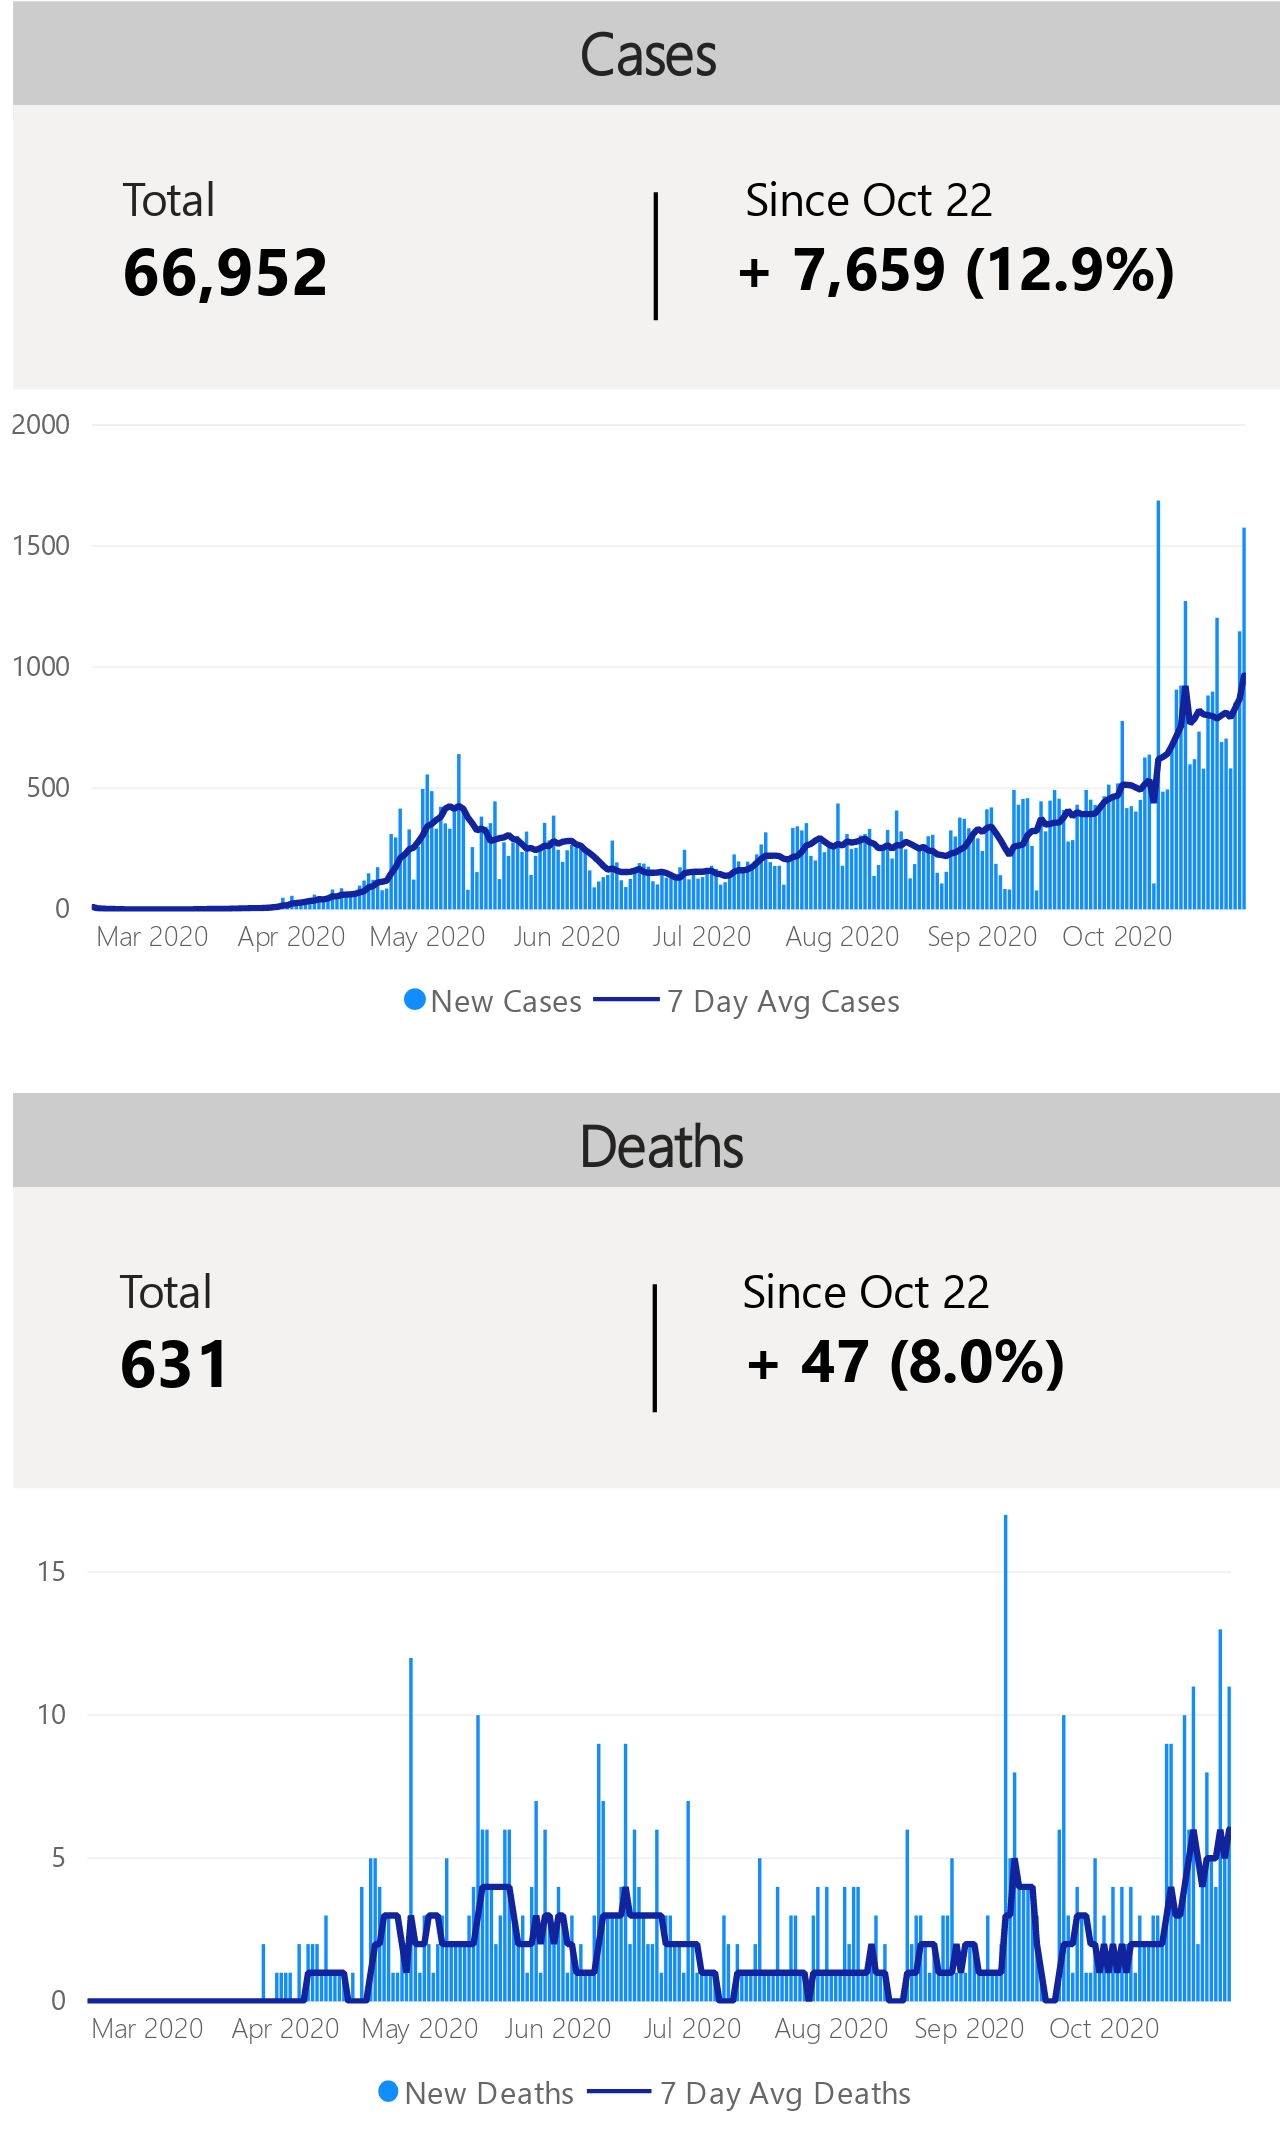 Cases
Total
66,952
Since Oct 22
+ 7,659 (12.9%)
2000
1500
1000
500
0
Mar 2020 Apr 2020 May 2020 Jun 2020 Jul 2020 Aug 2020 Sep 2020 Oct 2020
New Cases 7 Day Avg Cases
Deaths
Total
631
Since Oct 22
+ 47 (8.0%)
15
10
5
0
Mar 2020 Apr 2020 May 2020 Jun 2020 Jul 2020 Aug 2020 Sep 2020 Oct 2020
New Deaths 7 Day Avg Deaths